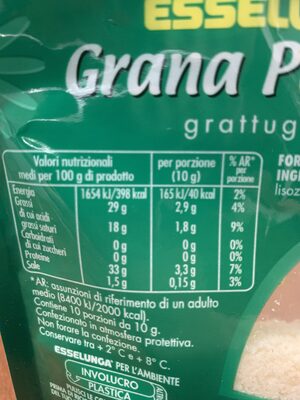 ESSELU
Grana P
grattug
Valori nutrizionali
medi per 100 g di prodotto
per porzione
(10g)
% AR*
per
porzione
FOR
INGR
lisoz
Energia 1654 kJ/398 kcal 165 kJ/40 kcal 2%
Grassi 29 g 2,9 g 4%
di cui acidi
grassi saturi 18 g 1,8 g 9%
Carboidrati 0 g 0 g 0%
di cui zuccheri 0 g 0 g 0%
Proteine 33 g 3,3 g 7%
Sale 1,5 g 0,15 g 3%
*AR: assunzioni di riferimento di un adulto
medio (8400 kJ/2000 kcal).
Contiene 10 porzioni da 10 g.
Confezionato in atmosfera protettiva.
Non forare la confezione.
Conservare tra + 2° C e + 8° C.
ESSELUNGA® PER L'AMBIENTE
INVOLUCRO
PLASTICA